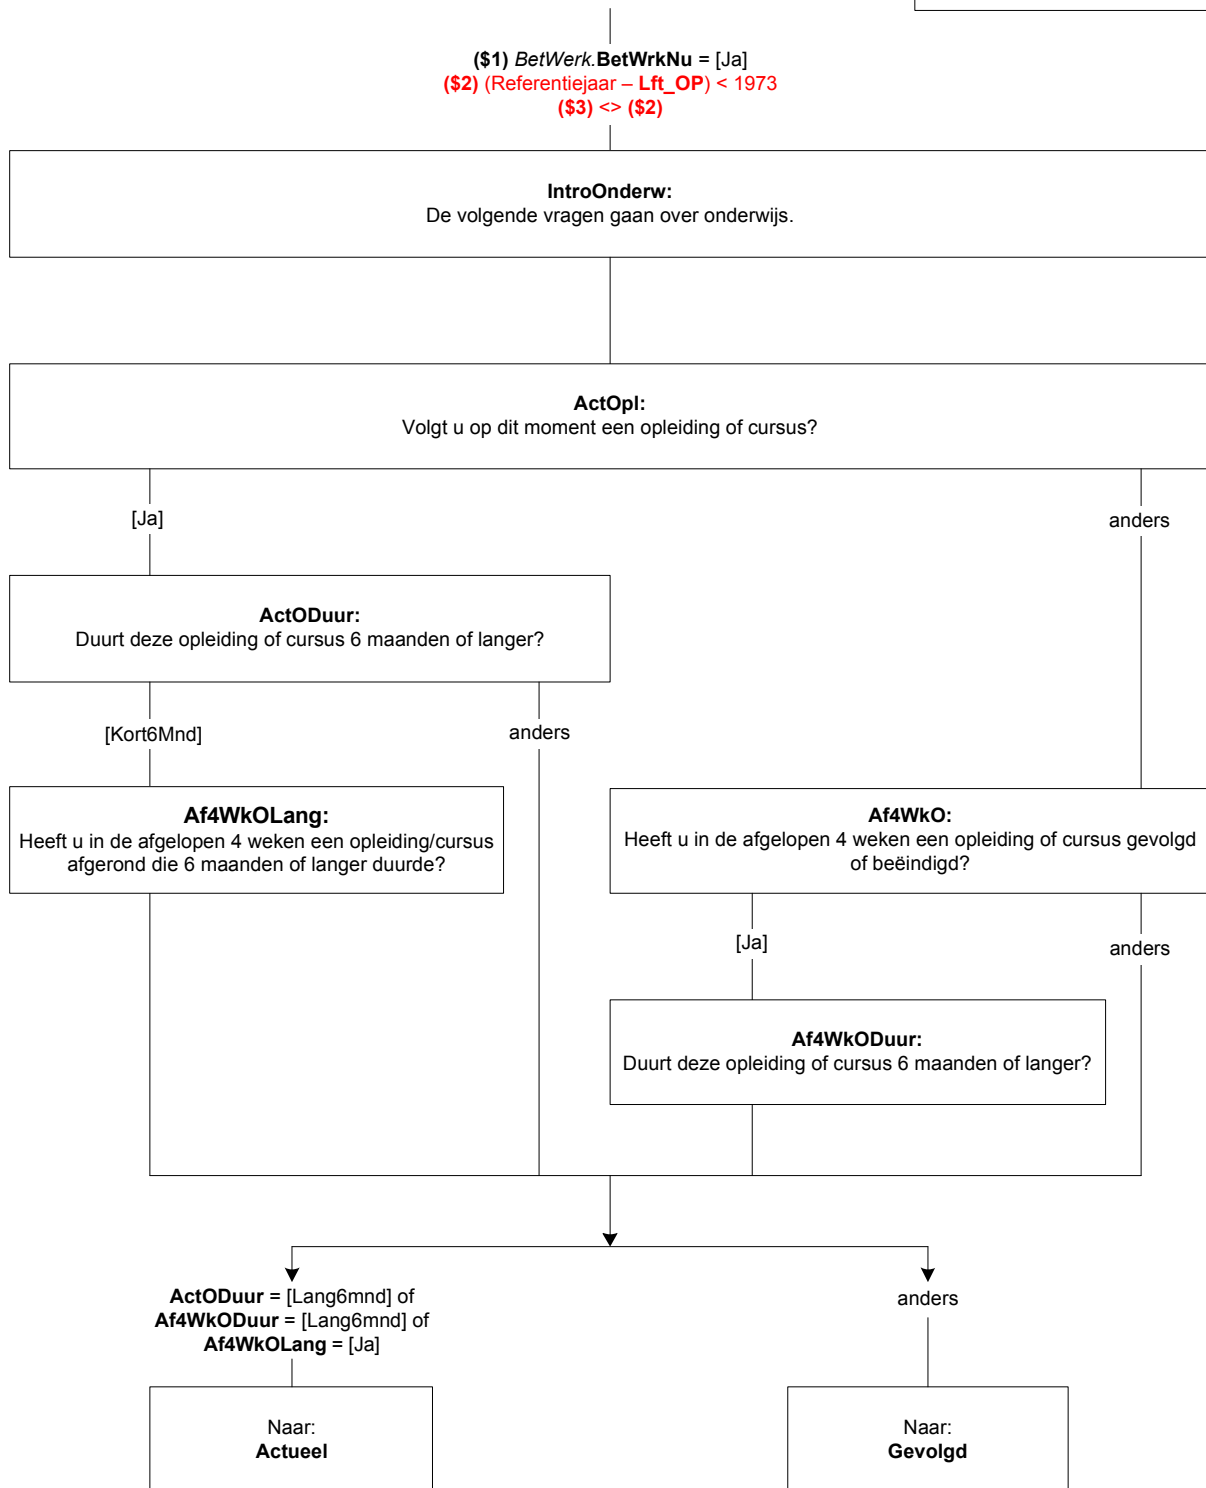 ($1) BetWerk.BetWrkNu = [Ja]
($2) (Referentiejaar – Lft_OP) < 1973
($3) <> ($2)
IntroOnderw:
De volgende vragen gaan over onderwijs.
ActOpl:
Volgt u op dit moment een opleiding of cursus?
[Ja]
anders
ActODuur:
Duurt deze opleiding of cursus 6 maanden of langer?
[Kort6Mnd]
anders
Af4WkOLang:
Heeft u in de afgelopen 4 weken een opleiding/cursus
afgerond die 6 maanden of langer duurde?
Af4WkO:
Heeft u in de afgelopen 4 weken een opleiding of cursus gevolgd
of beëindigd?
[Ja]
anders
Af4WkODuur:
Duurt deze opleiding of cursus 6 maanden of langer?
ActODuur = [Lang6mnd] of
Af4WkODuur = [Lang6mnd] of
Af4WkOLang = [Ja]
anders
Naar:
Actueel
Naar:
Gevolgd